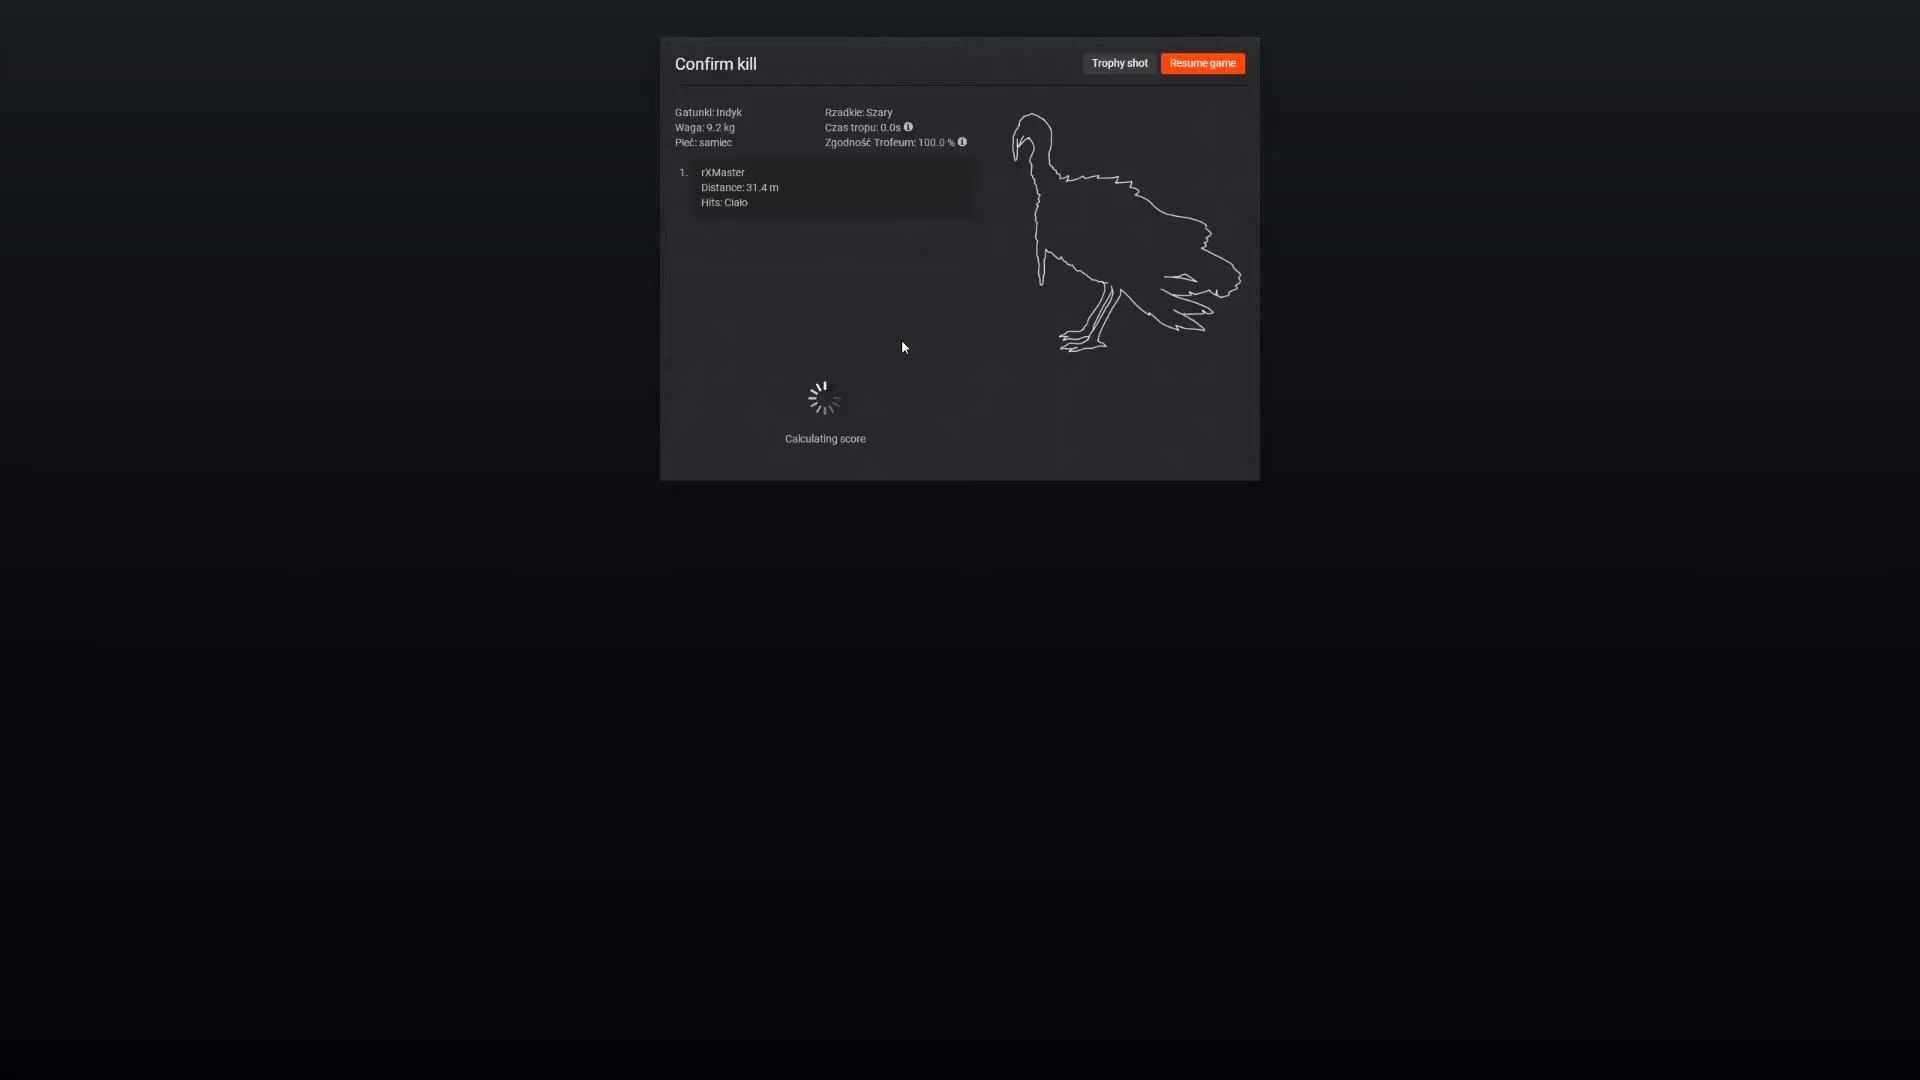 Confirm kill
Trophy shot
Resume game
Gatunki: Indyk
Waga: 9.2 kg
Płeć: samiec
Rzadkie: Szary
Czas tropu: 0.0s
Zgodność Trofeum: 100.0 %
1. rXMaster
Distance: 31.4 m
Hits: Ciało
Calculating score